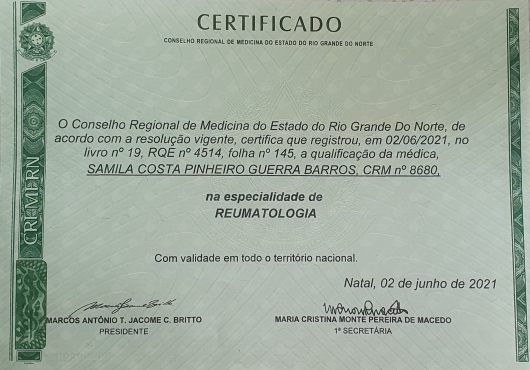 CERTIFICADO
CONSELHO REGIONAL DE MEDICINA DO ESTADO DO RIO GRANDE DO NORTE
O Conselho Regional de Medicina do Estado do Rio Grande Do Norte, de
acordo com a resolução vigente, certifica que registrou, em 02/06/2021, no
livro nº 19, RQE nº 4514, folha nº 145, a qualificação da médica,
SAMILA COSTA PINHEIRO GUERRA BARROS, CRM nº 8680,
na especialidade de
REUMATOLOGIA
Com validade em todo o território nacional.
Natal, 02 de junho de 2021
MARCOS ANTÔNIO T. JACOME C. BRITTO
PRESIDENTE
MARIA CRISTINA MONTE PEREIRA DE MACEDO
1ª SECRETÁRIA
CREMERN